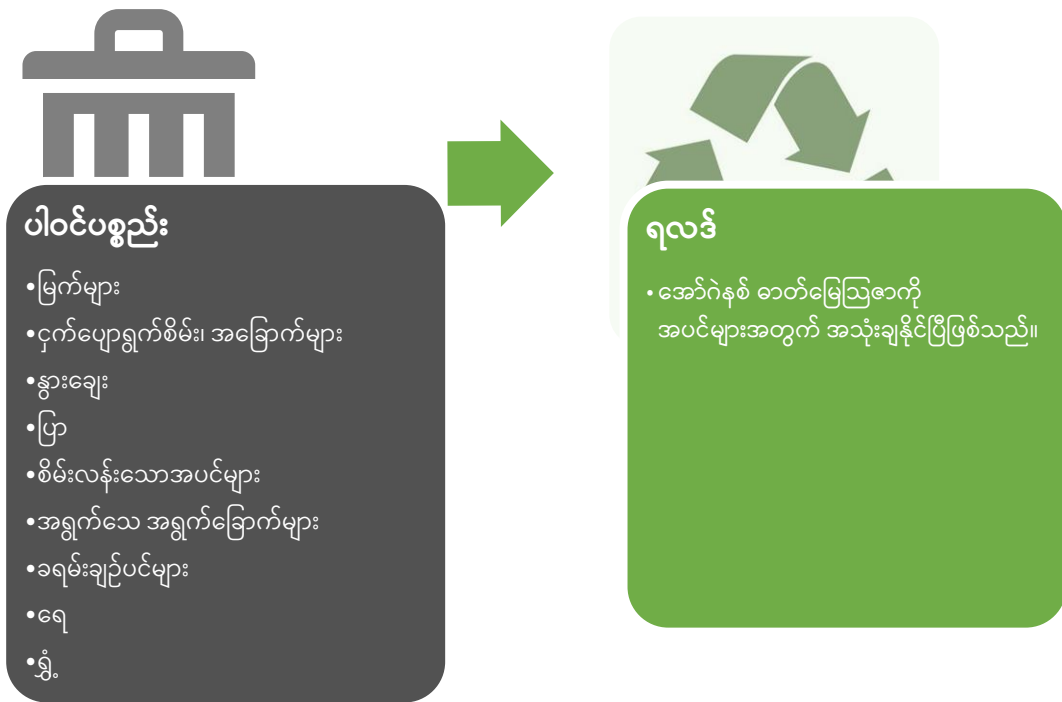 ပါဝင်ပစ္စည်း
•မြက်များ
•ငှက်ပျောရွက်စိမ်း၊ အခြောက်များ
•နွားချေး
•ပြာ
•စိမ်းလန်းသောအပင်များ
•အရွက်သေ အရွက်ခြောက်များ
•ခရမ်းချဉ်ပင်များ
•ရေ
•ရွှံ့
ရလဒ်
• အော်ဂဲနစ် ဓာတ်မြေဩဇာကို
အပင်များအတွက် အသုံးချနိုင်ပြီဖြစ်သည်။